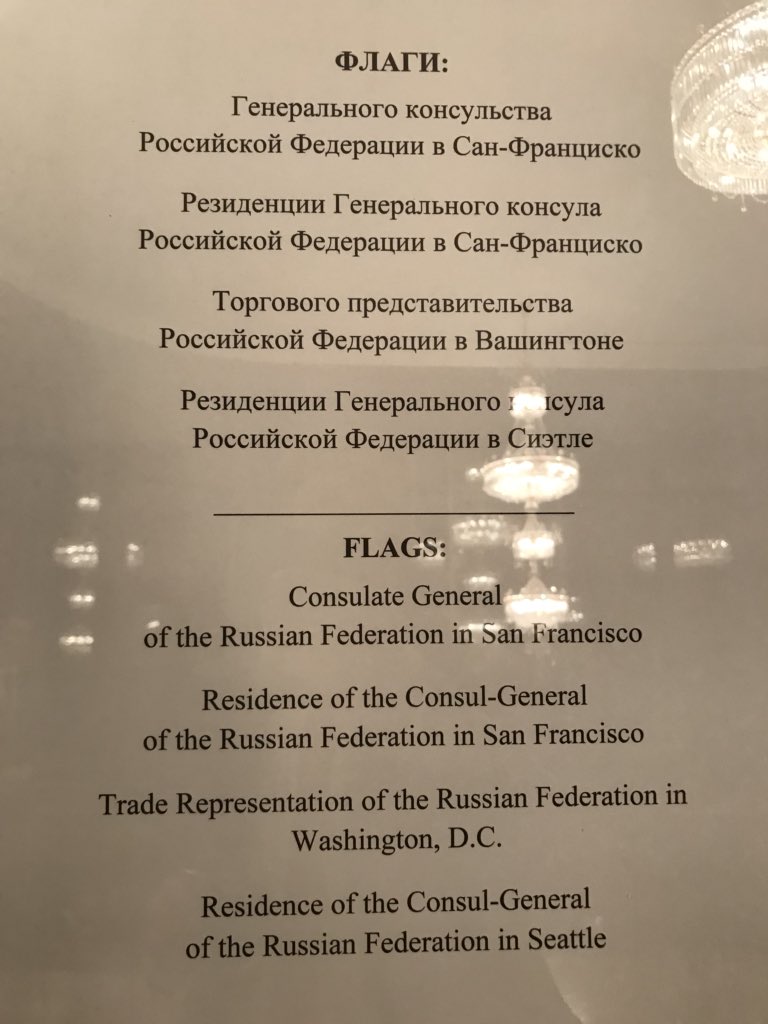 ФЛАГИ:
Генерального консульства
Российской Федерации в Сан-Франциско
Резиденции Генерального консула
Российской Федерации в Сан-Франциско
Торгового представительства
Российской Федерации в Вашингтоне
Резиденции Генерального консула
Российской Федерации в Сиэтле
FLAGS:
Consulate General
of the Russian Federation in San Francisco
Residence of the Consul-General
of the Russian Federation in San Francisco
Trade Representation of the Russian Federation in
Washington, D.C.
Residence of the Consul-General
of the Russian Federation in Seattle